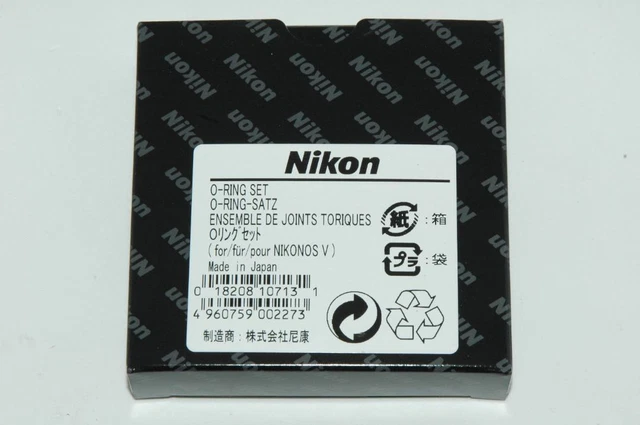 Nikon
O-RING SET
O-RING-SATZ
ENSEMBLE DE JOINTS TORIQUES
Oリングセット
(for/für/pour NIKONOS V)
Made in Japan
紙 : 箱
プラ : 袋
0 18208 10713 1
4 960759 002273
制造商：株式会社尼康